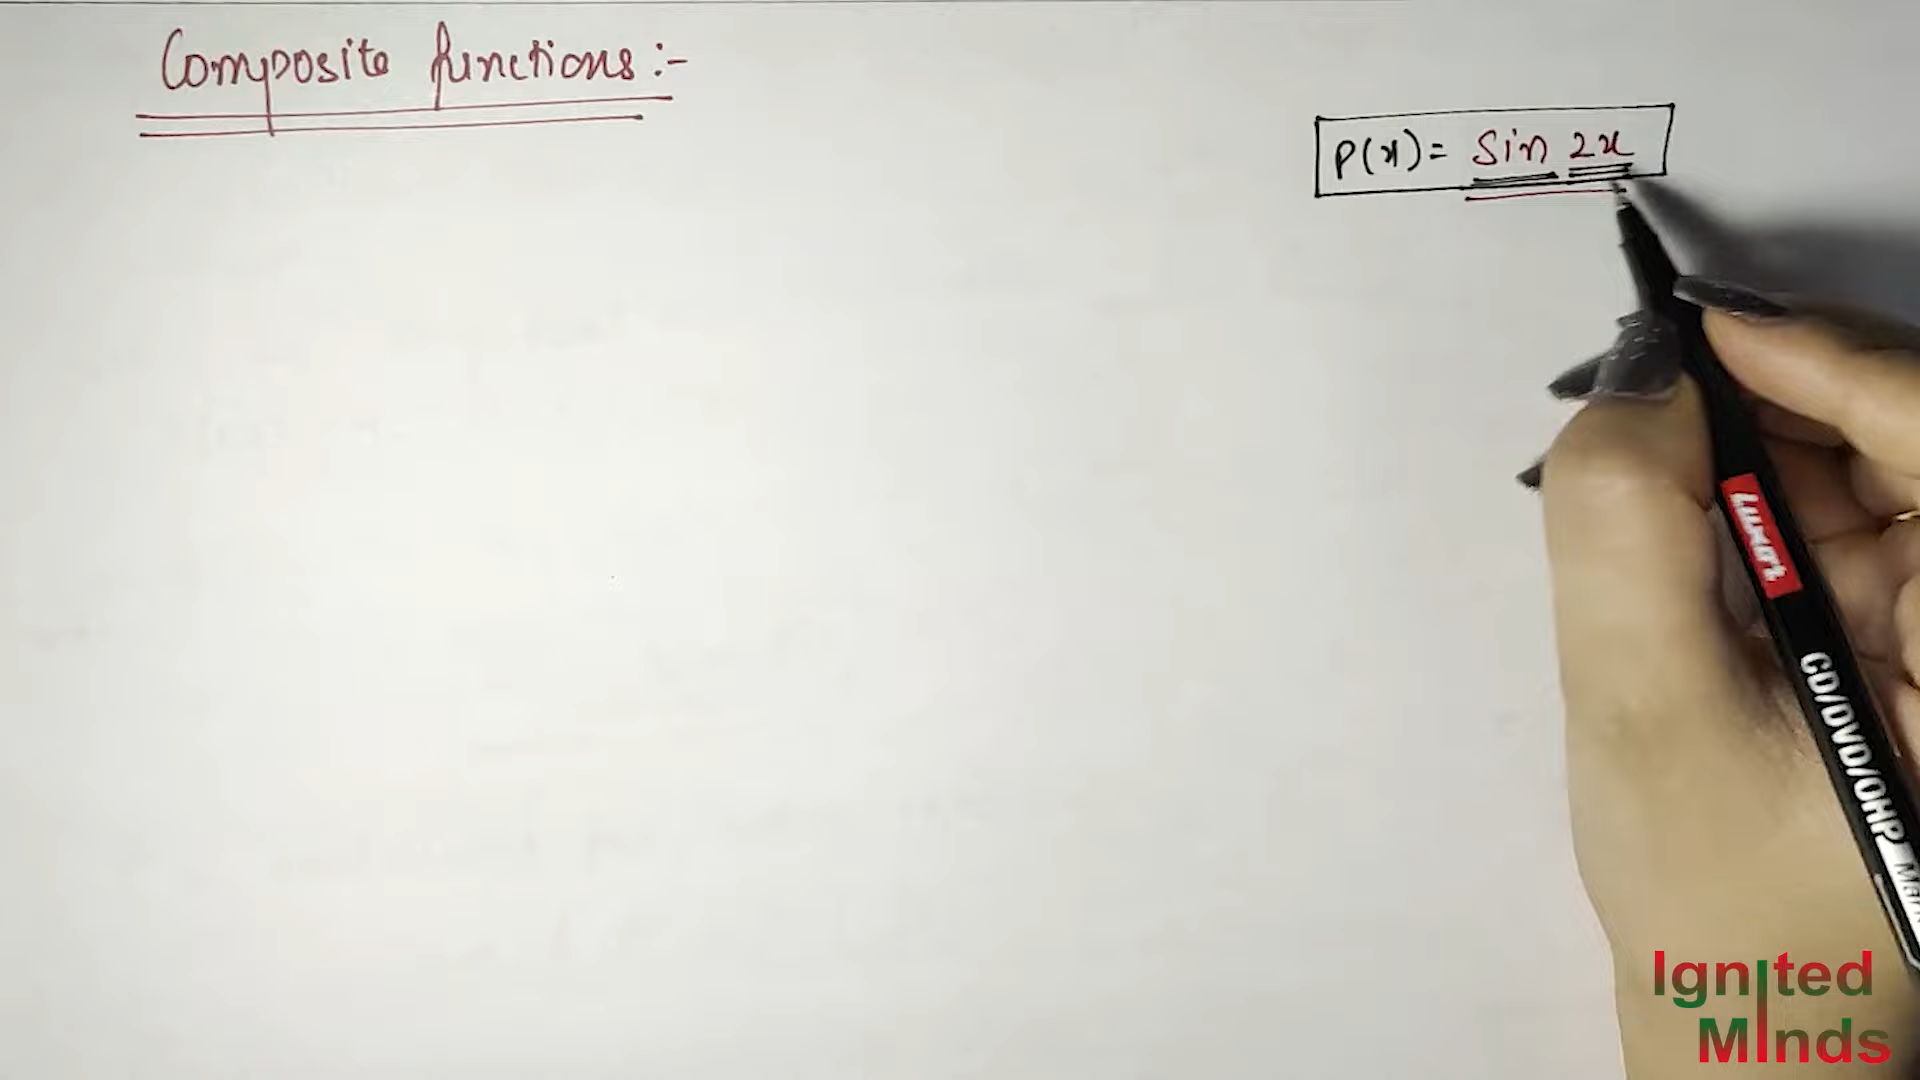 Composite functions :-
P(x) = Sin 2x
Luxor
CD/DVD/OHP
Ignited
Minds